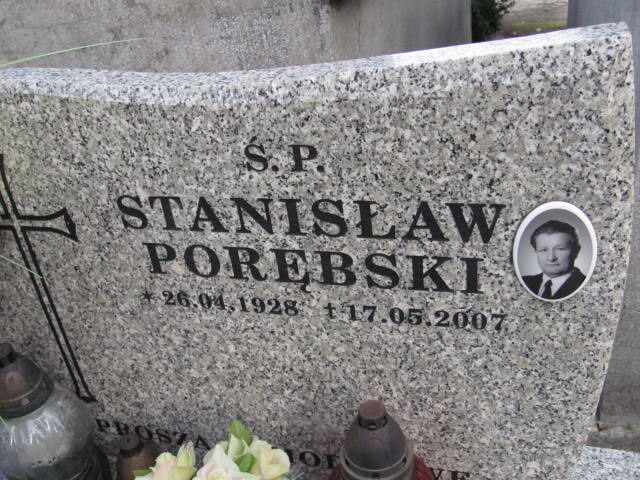 Ś.P.
STANISŁAW
PORĘBSKI
* 26.04.1928 † 17.05.2007